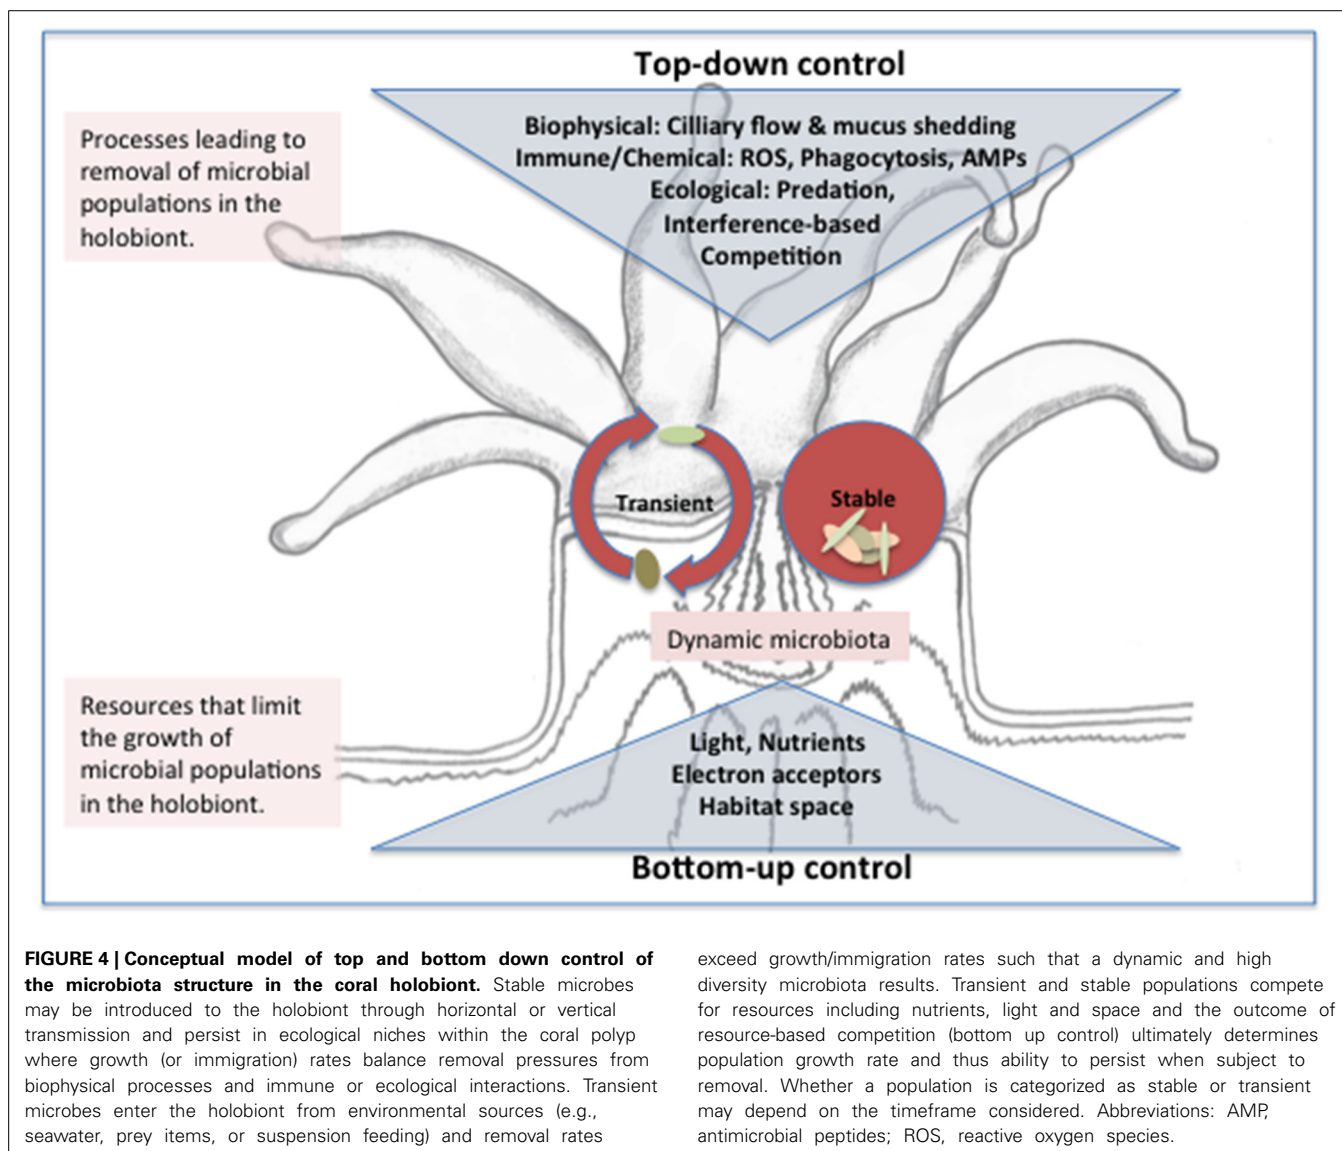 Top-down control
Processes leading to
removal of microbial
populations in the
holobiont.
Biophysical: Cilliary flow & mucus shedding
Immune/Chemical: ROS, Phagocytosis, AMPs
Ecological: Predation,
Interference-based
Competition
Transient
Stable
Dynamic microbiota
Resources that limit
the growth of
microbial populations
in the holobiont.
Light, Nutrients
Electron acceptors
Habitat space
Bottom-up control
FIGURE 4 | Conceptual model of top and bottom down control of
the microbiota structure in the coral holobiont. Stable microbes
may be introduced to the holobiont through horizontal or vertical
transmission and persist in ecological niches within the coral polyp
where growth (or immigration) rates balance removal pressures from
biophysical processes and immune or ecological interactions. Transient
microbes enter the holobiont from environmental sources (e.g.,
seawater, prey items, or suspension feeding) and removal rates
exceed growth/immigration rates such that a dynamic and high
diversity microbiota results. Transient and stable populations compete
for resources including nutrients, light and space and the outcome of
resource-based competition (bottom up control) ultimately determines
population growth rate and thus ability to persist when subject to
removal. Whether a population is categorized as stable or transient
may depend on the timeframe considered. Abbreviations: AMP,
antimicrobial peptides; ROS, reactive oxygen species.